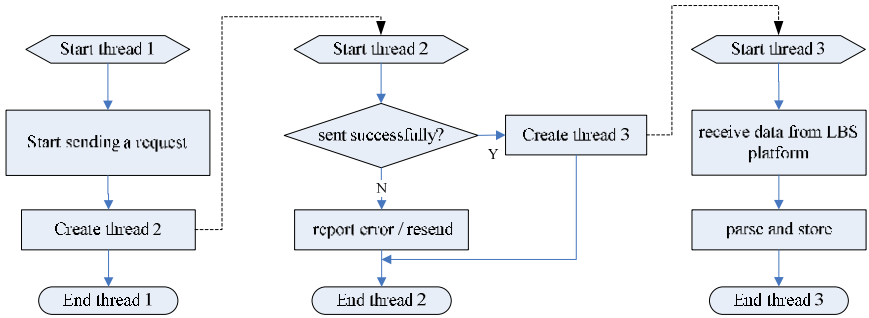 Start thread 1
Start sending a request
Create thread 2
End thread 1
Start thread 2
sent successfully?
Y
Create thread 3
N
report error / resend
End thread 2
Start thread 3
receive data from LBS
platform
parse and store
End thread 3